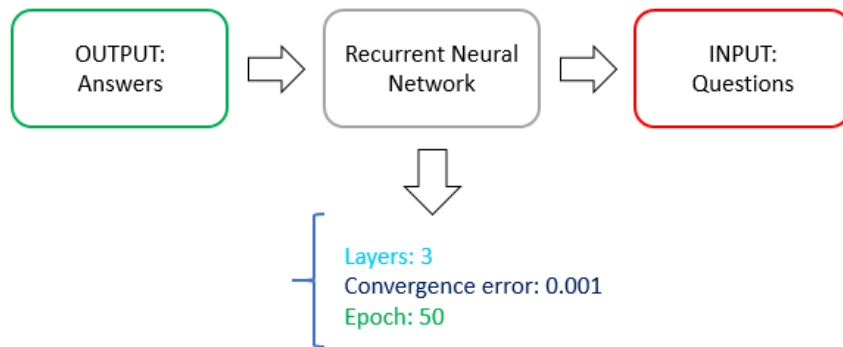 OUTPUT:
Answers
Recurrent Neural
Network
INPUT:
Questions
Layers: 3
Convergence error: 0.001
Epoch: 50